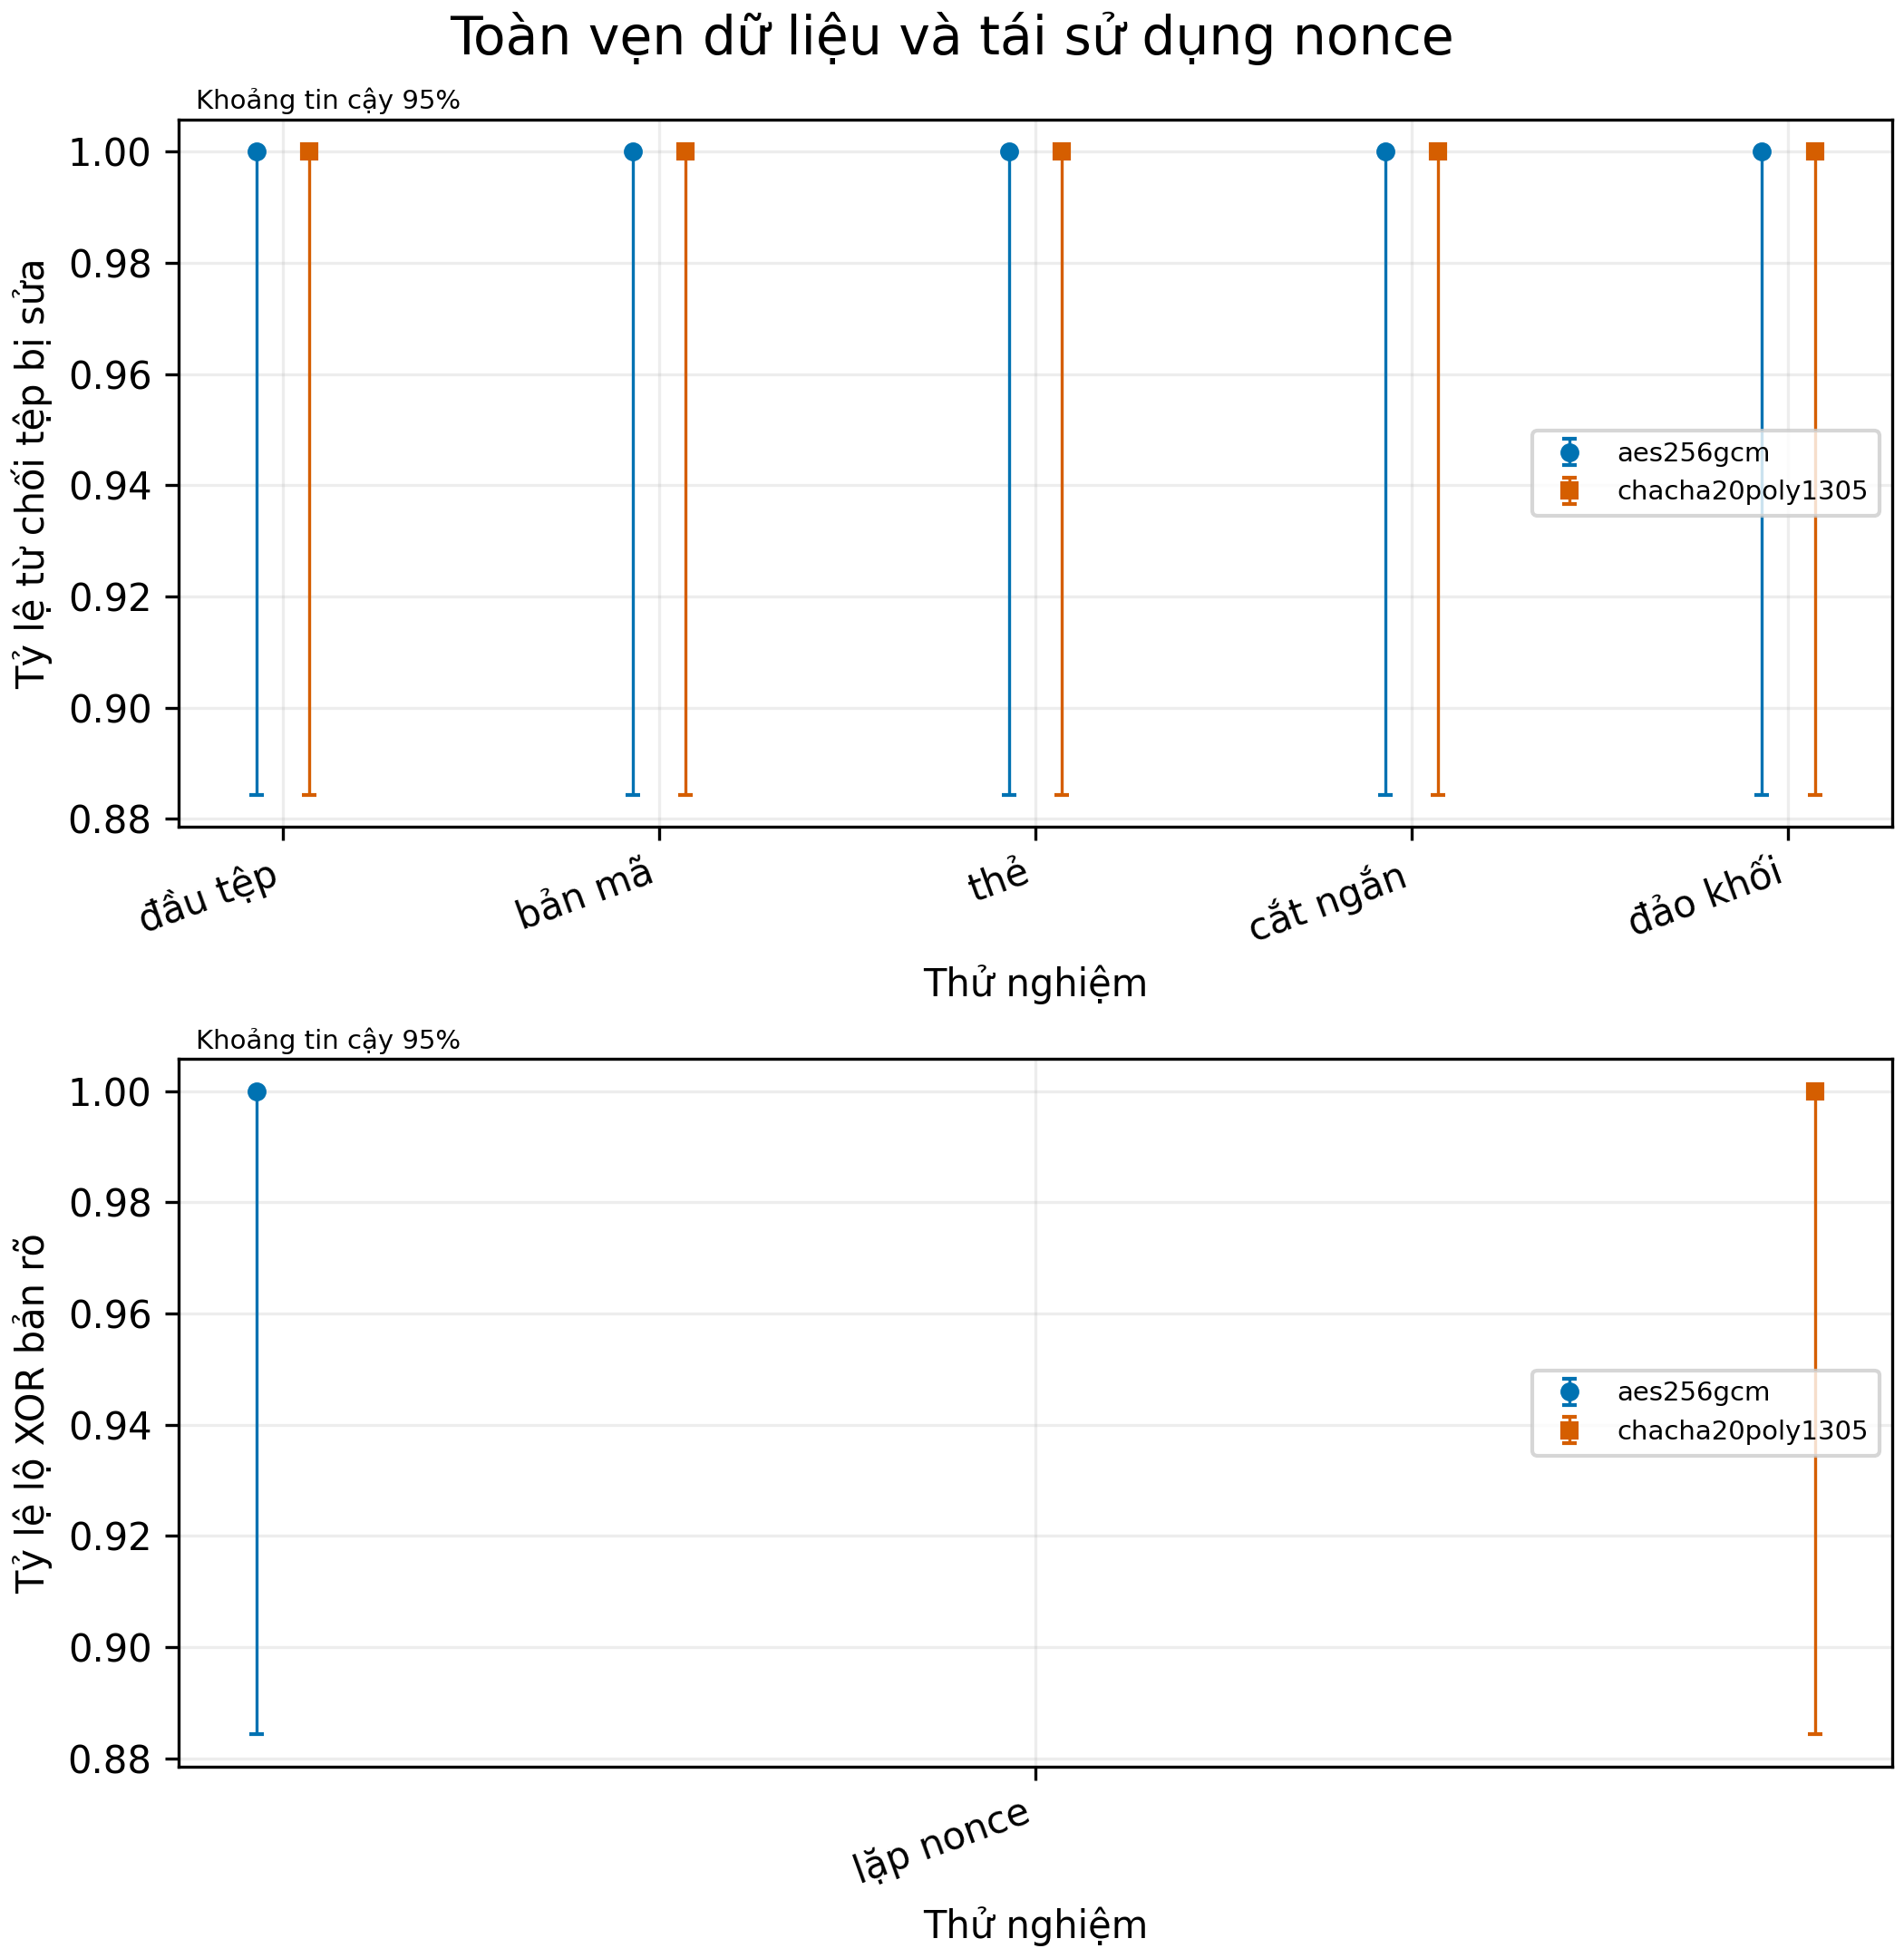 Toàn vẹn dữ liệu và tái sử dụng nonce
Khoảng tin cậy 95%
Tỷ lệ từ chối tệp bị sửa
1.00
0.98
0.96
0.94
0.92
0.90
0.88
aes256gcm
chacha20poly1305
đầu tệp
bản mã
thẻ
cắt ngắn
đảo khối
Thử nghiệm
Khoảng tin cậy 95%
Tỷ lệ lộ XOR bản rõ
1.00
0.98
0.96
0.94
0.92
0.90
0.88
aes256gcm
chacha20poly1305
lặp nonce
Thử nghiệm